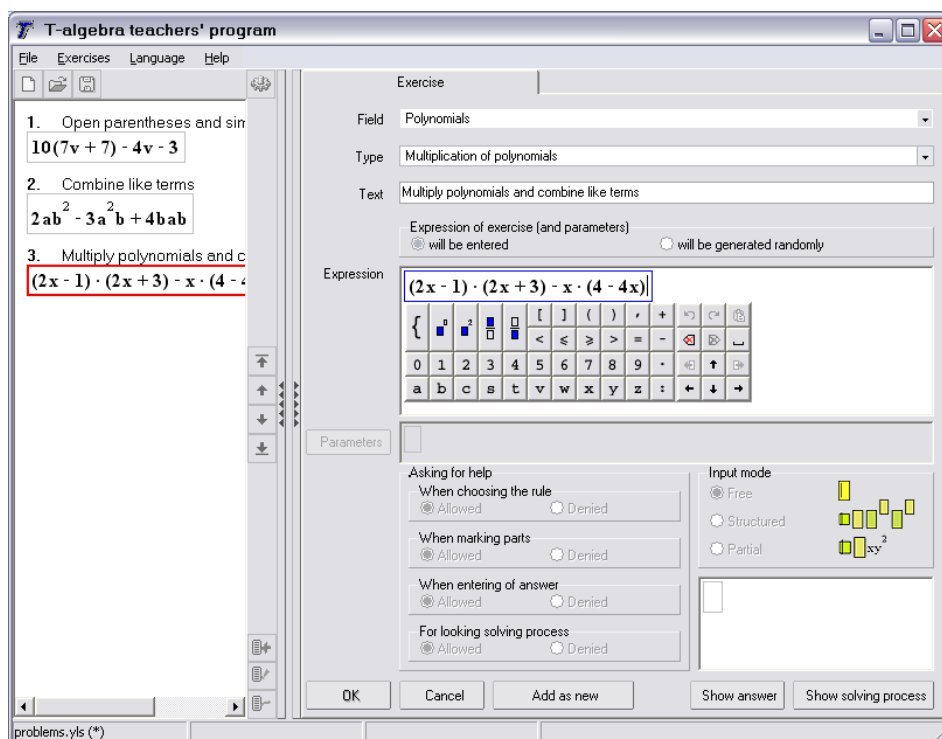 T-algebra teachers' program
File Exercises Language Help
1. Open parentheses and sim
10(7v + 7) - 4v - 3
2. Combine like terms
2ab² - 3a²b + 4bab
3. Multiply polynomials and c
(2x - 1) · (2x + 3) - x · (4 - 4
Exercise
Field Polynomials
Type Multiplication of polynomials
Text Multiply polynomials and combine like terms
Expression of exercise (and parameters)
will be entered will be generated randomly
Expression
(2x - 1) · (2x + 3) - x · (4 - 4x)
{ [ ] ( ) , +
< ⩽ ⩾ > = -
0 1 2 3 4 5 6 7 8 9 ·
a b c s t v w x y z :
Parameters
Asking for help
When choosing the rule
Allowed Denied
When marking parts
Allowed Denied
When entering of answer
Allowed Denied
For looking solving process
Allowed Denied
Input mode
Free
Structured
Partial xy²
OK Cancel Add as new Show answer Show solving process
problems.yls (*)